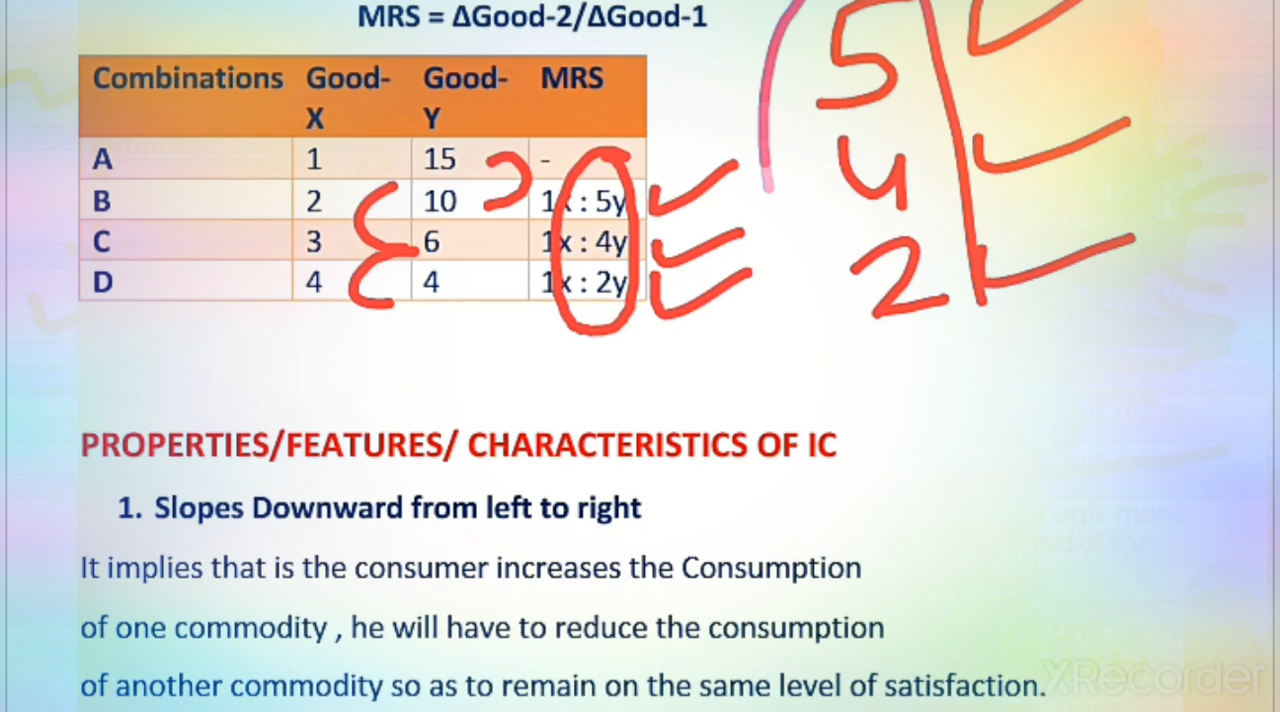 MRS = ΔGood-2/ΔGood-1
5
4
2
Combinations Good-X Good-Y MRS
A 1 15 -
B 2 10 1x : 5y
C 3 6 1x : 4y
D 4 4 1x : 2y
PROPERTIES/FEATURES/ CHARACTERISTICS OF IC
1. Slopes Downward from left to right
It implies that is the consumer increases the Consumption
of one commodity , he will have to reduce the consumption
of another commodity so as to remain on the same level of satisfaction.
XRecorder